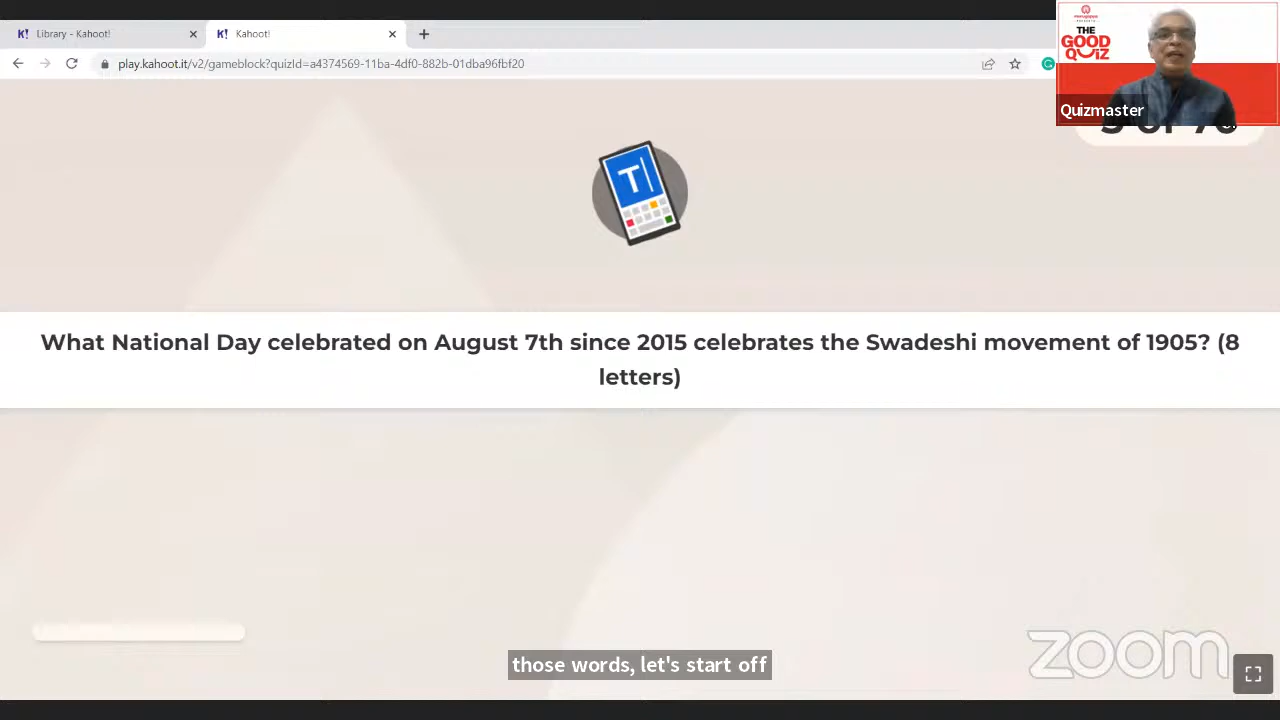 Library - Kahoot!
Kahoot!
play.kahoot.it/v2/gameblock?quizId=a4374569-11ba-4df0-882b-01dba96fbf20
THE
GOOD
QUIZ
Quizmaster
T
What National Day celebrated on August 7th since 2015 celebrates the Swadeshi movement of 1905? (8
letters)
those words, let's start off
zoom